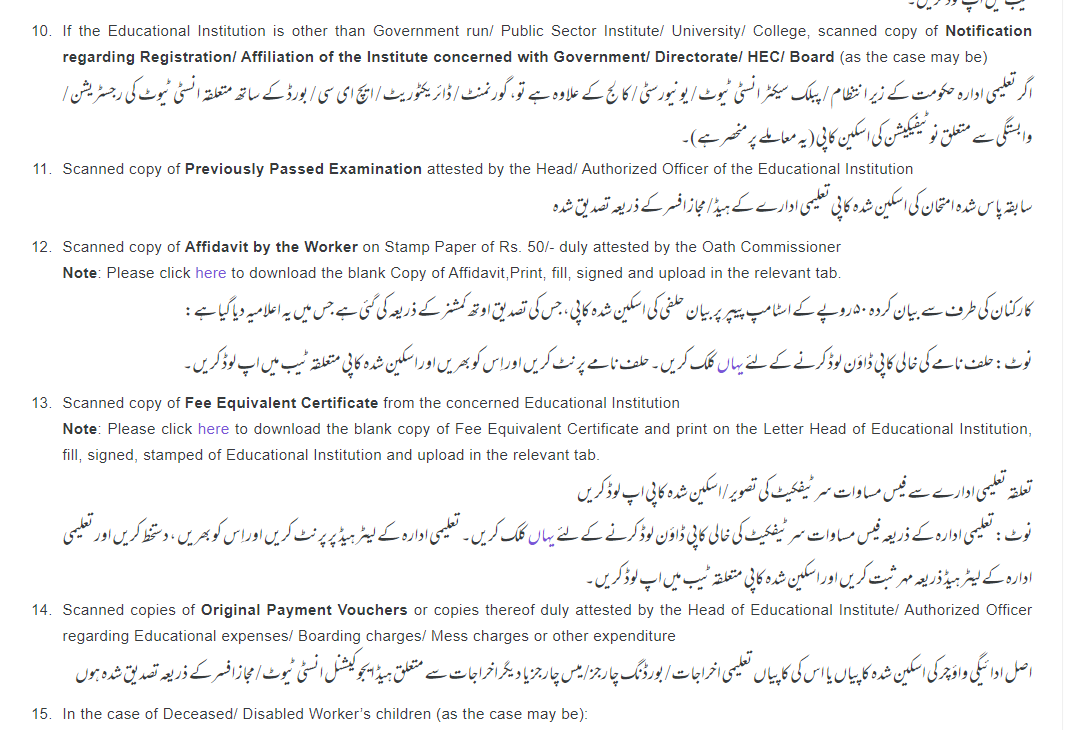 ٹیب میں اپ لوڈ کریں۔
10. If the Educational Institution is other than Government run/ Public Sector Institute/ University/ College, scanned copy of Notification
regarding Registration/ Affiliation of the Institute concerned with Government/ Directorate/ HEC/ Board (as the case may be)
اگر تعلیمی ادارہ حکومت کے زیر انتظام / پبلک سیکٹر انسٹی ٹیوٹ / یونیورسٹی / کالج کے علاوہ ہے تو، گورنمنٹ / ڈائریکٹوریٹ / ایچ ای سی / بورڈ کے ساتھ متعلقہ انسٹی ٹیوٹ کی رجسٹریشن /
وابستگی سے متعلق نوٹیفیکیشن کی اسکین کاپی (یہ معاملے پر منحصر ہے)۔
11. Scanned copy of Previously Passed Examination attested by the Head/ Authorized Officer of the Educational Institution
سابقہ پاس شدہ امتحان کی اسکین شدہ کاپی تعلیمی ادارے کے ہیڈ/ مجاز افسر کے ذریعہ تصدیق شدہ
12. Scanned copy of Affidavit by the Worker on Stamp Paper of Rs. 50/- duly attested by the Oath Commissioner
Note: Please click here to download the blank Copy of Affidavit,Print, fill, signed and upload in the relevant tab.
کارکنان کی طرف سے بیان کردہ ۵۰ روپے کے اسٹامپ پیپر پر بیان حلفی کی اسکین شدہ کاپی، جس کی تصدیق اوتھ کمشنر کے ذریعہ کی گئی ہے جس میں یہ اعلامیہ دیا گیا ہے :
نوٹ : حلف نامے کی خالی کاپی ڈاؤن لوڈ کرنے کے لئے یہاں کلک کریں۔ حلف نامے پرنٹ کریں اور اِس کو بھریں اور اسکین شدہ کاپی متعلقہ ٹیب میں اپ لوڈ کریں۔
13. Scanned copy of Fee Equivalent Certificate from the concerned Educational Institution
Note: Please click here to download the blank copy of Fee Equivalent Certificate and print on the Letter Head of Educational Institution,
fill, signed, stamped of Educational Institution and upload in the relevant tab.
تعلقہ تعلیمی ادارے سے فیس مساوات سرٹیفکیٹ کی تصویر / اسکین شدہ کاپی اپ لوڈ کریں
نوٹ : تعلیمی ادارہ کے ذریعہ فیس مساوات سرٹیفکیٹ کی خالی کاپی ڈاؤن لوڈ کرنے کے لئے یہاں کلک کریں۔ تعلیمی ادارہ کے لیٹر ہیڈ پر پرنٹ کریں اور اِس کو بھریں ، دستخط کریں اور تعلیمی
ادارہ کے لیٹر ہیڈ ذریعہ مہر ثبت کریں اور اسکین شدہ کاپی متعلقہ ٹیب میں اپ لوڈ کریں۔
14. Scanned copies of Original Payment Vouchers or copies thereof duly attested by the Head of Educational Institute/ Authorized Officer
regarding Educational expenses/ Boarding charges/ Mess charges or other expenditure
اصل ادائیگی واؤچر کی اسکین شدہ کاپیاں یا اس کی کاپیاں تعلیمی اخراجات / بورڈنگ چارجز/ میس چارجز یا دیگر اخراجات سے متعلق ہیڈ ایجوکیشنل انسٹی ٹیوٹ / مجاز افسر کے ذریعہ تصدیق شدہ ہوں
15. In the case of Deceased/ Disabled Worker's children (as the case may be):